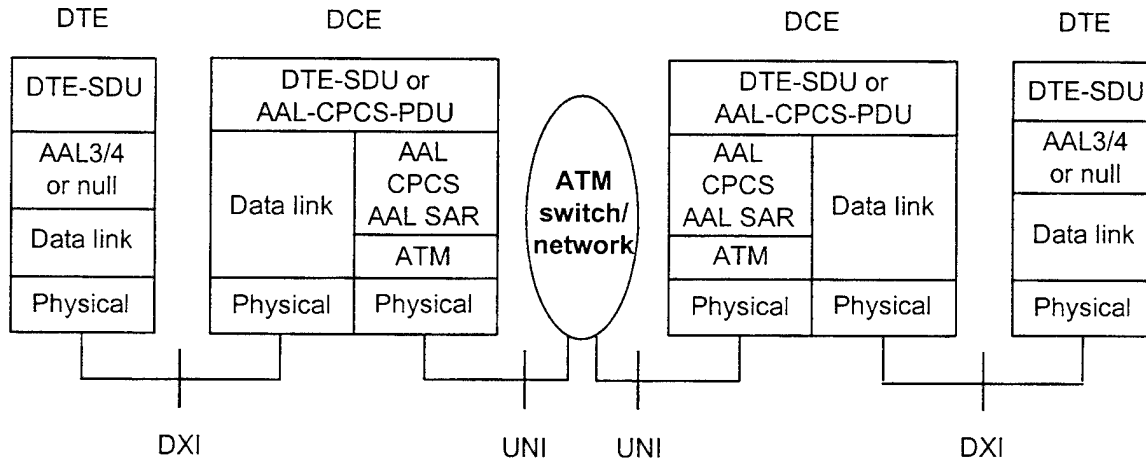 DTE
DCE
DCE
DTE
DTE-SDU
AAL3/4
or null
Data link
Physical
DTE-SDU or
AAL-CPCS-PDU
Data link
Physical
AAL
CPCS
AAL SAR
ATM
Physical
ATM
switch/
network
DTE-SDU or
AAL-CPCS-PDU
AAL
CPCS
AAL SAR
ATM
Physical
Data link
Physical
DTE-SDU
AAL3/4
or null
Data link
Physical
DXI
UNI
UNI
DXI